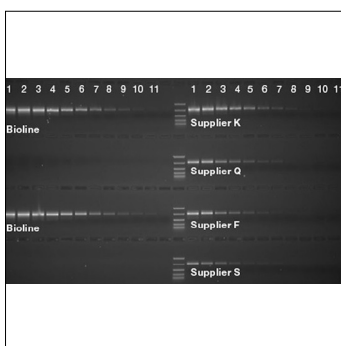 1 2 3 4 5 6 7 8 9 10 11
1 2 3 4 5 6 7 8 9 10 11
Bioline
Supplier K
Supplier Q
Bioline
Supplier F
Supplier S